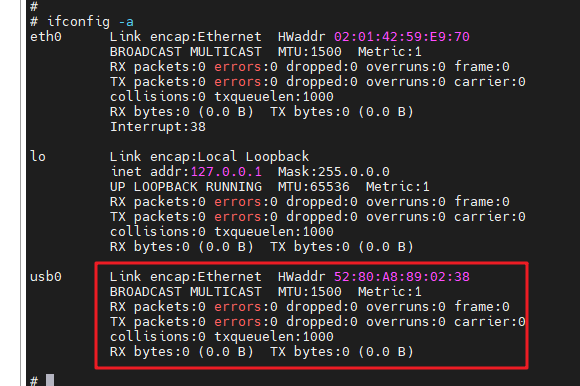 #
# ifconfig -a
eth0 Link encap:Ethernet HWaddr 02:01:42:59:E9:70
BROADCAST MULTICAST MTU:1500 Metric:1
RX packets:0 errors:0 dropped:0 overruns:0 frame:0
TX packets:0 errors:0 dropped:0 overruns:0 carrier:0
collisions:0 txqueuelen:1000
RX bytes:0 (0.0 B) TX bytes:0 (0.0 B)
Interrupt:38
lo Link encap:Local Loopback
inet addr:127.0.0.1 Mask:255.0.0.0
UP LOOPBACK RUNNING MTU:65536 Metric:1
RX packets:0 errors:0 dropped:0 overruns:0 frame:0
TX packets:0 errors:0 dropped:0 overruns:0 carrier:0
collisions:0 txqueuelen:1000
RX bytes:0 (0.0 B) TX bytes:0 (0.0 B)
usb0 Link encap:Ethernet HWaddr 52:80:A8:89:02:38
BROADCAST MULTICAST MTU:1500 Metric:1
RX packets:0 errors:0 dropped:0 overruns:0 frame:0
TX packets:0 errors:0 dropped:0 overruns:0 carrier:0
collisions:0 txqueuelen:1000
RX bytes:0 (0.0 B) TX bytes:0 (0.0 B)
#